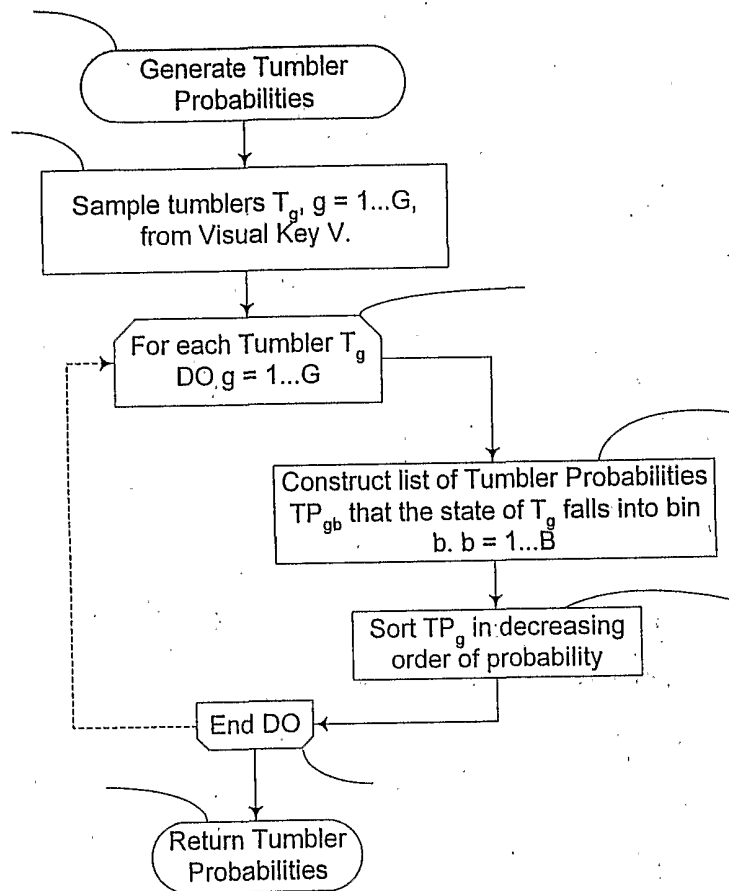 Generate Tumbler
Probabilities
Sample tumblers T_g, g = 1...G,
from Visual Key V.
For each Tumbler T_g
DO g = 1...G
Construct list of Tumbler Probabilities
TP_gb that the state of T_g falls into bin
b. b = 1...B
Sort TP_g in decreasing
order of probability
End DO
Return Tumbler
Probabilities